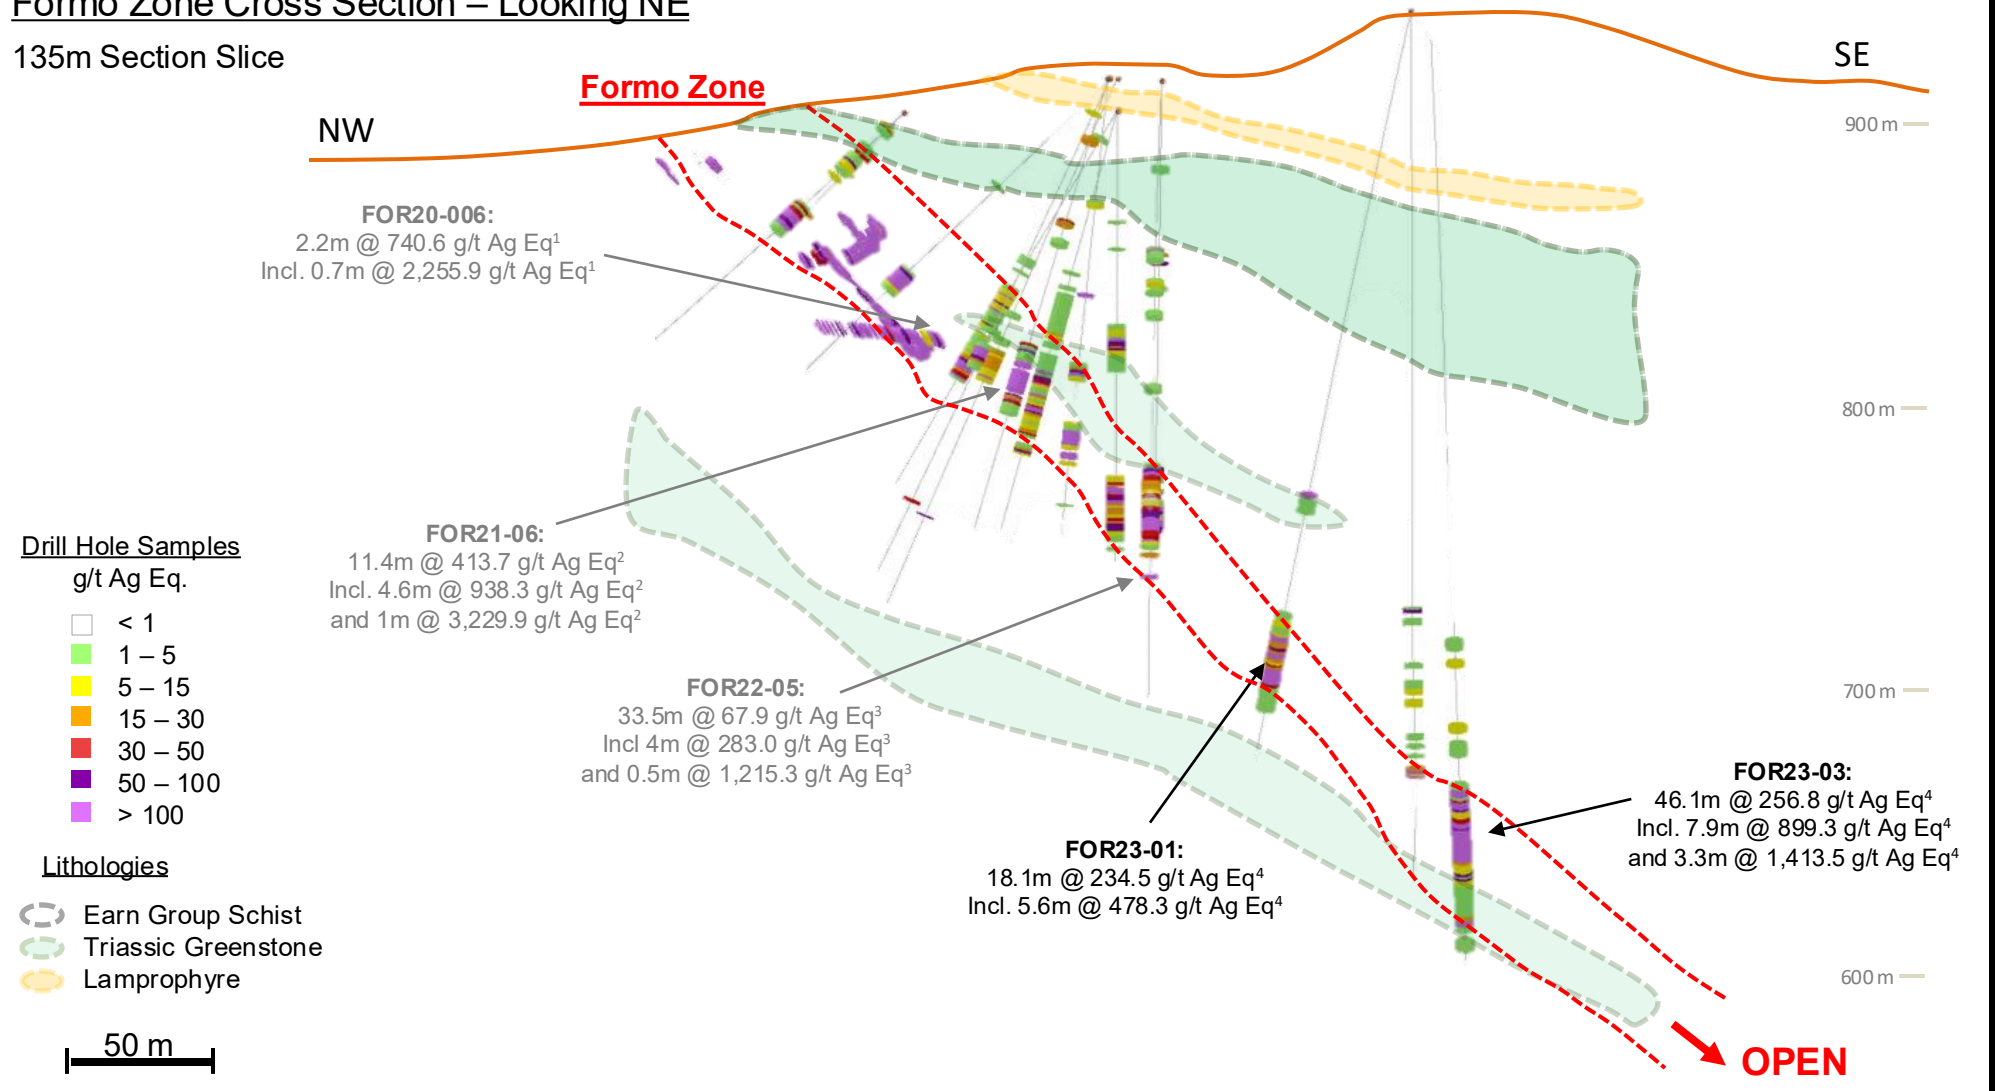 Formo Zone Cross Section – Looking NE
135m Section Slice
Formo Zone
NW
SE
900 m
800 m
700 m
600 m
FOR20-006:
2.2m @ 740.6 g/t Ag Eq¹
Incl. 0.7m @ 2,255.9 g/t Ag Eq¹
FOR21-06:
11.4m @ 413.7 g/t Ag Eq²
Incl. 4.6m @ 938.3 g/t Ag Eq²
and 1m @ 3,229.9 g/t Ag Eq²
FOR22-05:
33.5m @ 67.9 g/t Ag Eq³
Incl 4m @ 283.0 g/t Ag Eq³
and 0.5m @ 1,215.3 g/t Ag Eq³
FOR23-01:
18.1m @ 234.5 g/t Ag Eq⁴
Incl. 5.6m @ 478.3 g/t Ag Eq⁴
FOR23-03:
46.1m @ 256.8 g/t Ag Eq⁴
Incl. 7.9m @ 899.3 g/t Ag Eq⁴
and 3.3m @ 1,413.5 g/t Ag Eq⁴
Drill Hole Samples
g/t Ag Eq.
< 1
1 – 5
5 – 15
15 – 30
30 – 50
50 – 100
> 100
Lithologies
Earn Group Schist
Triassic Greenstone
Lamprophyre
50 m
OPEN